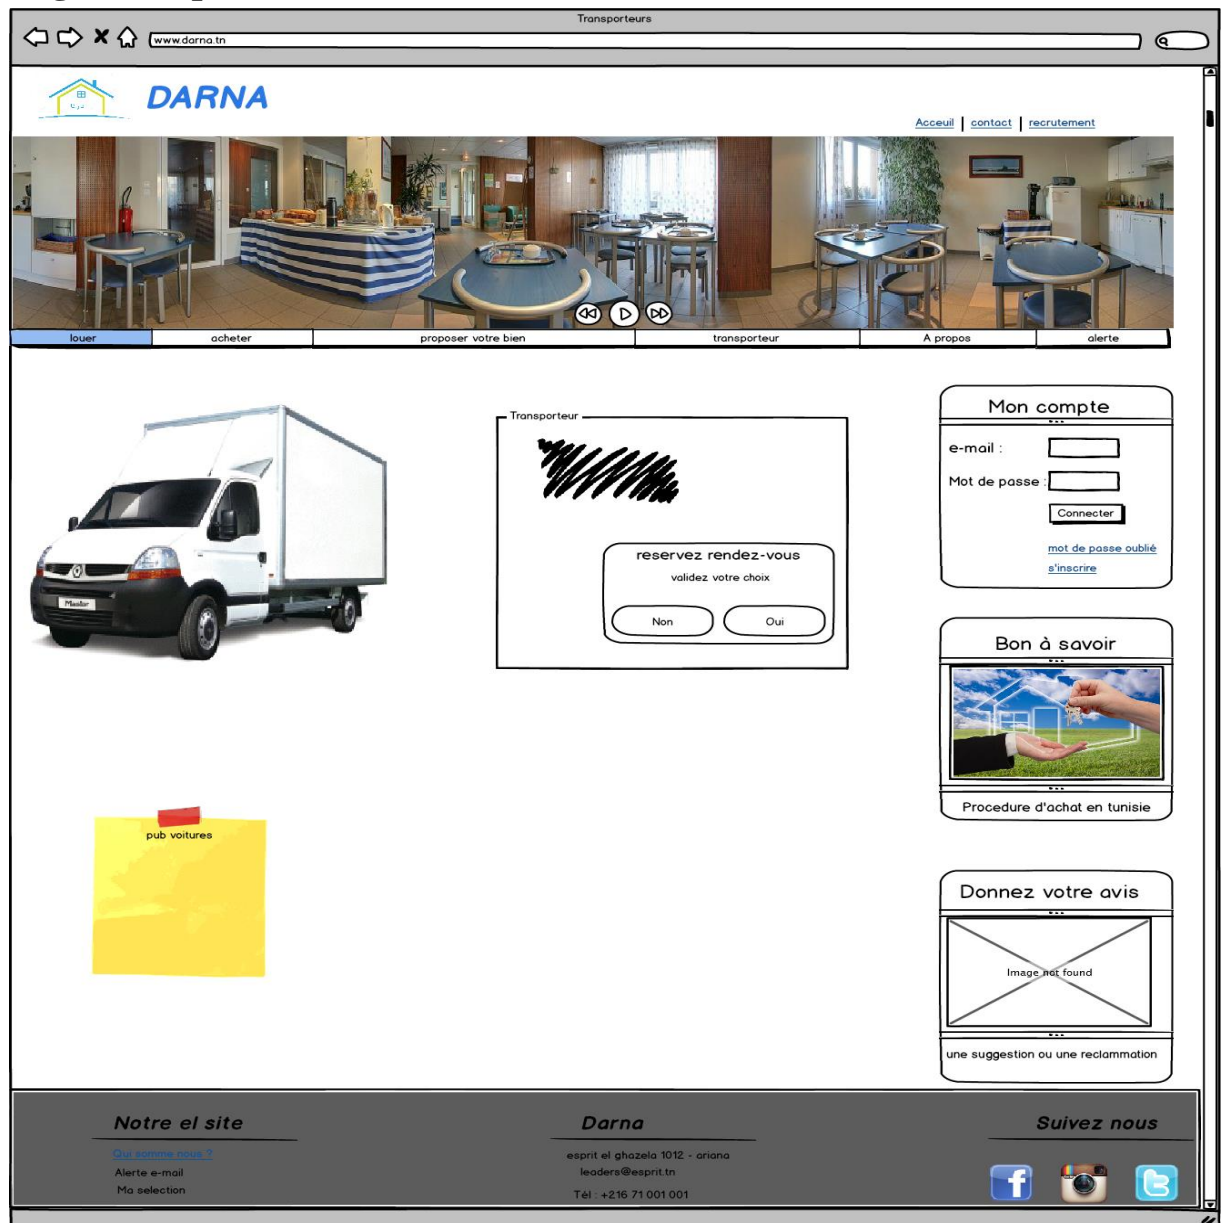 Transporteurs
www.darna.tn
DARNA
Acceuil | contact | recrutement
louer
acheter
proposer votre bien
transporteur
A propos
alerte
Transporteur
reservez rendez-vous
validez votre choix
Non
Oui
Master
Mon compte
e-mail :
Mot de passe :
Connecter
mot de passe oublié
s'inscrire
Bon à savoir
Procedure d'achat en tunisie
pub voitures
Donnez votre avis
Image not found
une suggestion ou une reclammation
Notre el site
Qui somme nous ?
Alerte e-mail
Ma selection
Darna
esprit el ghazela 1012 - ariana
leaders@esprit.tn
Tél : +216 71 001 001
Suivez nous